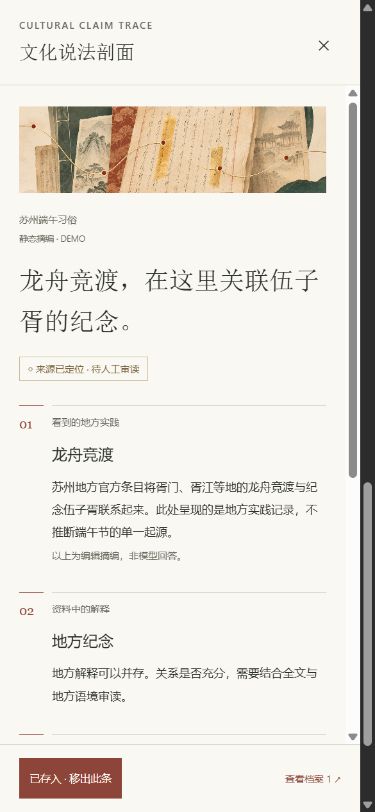 CULTURAL CLAIM TRACE
文化说法剖面
苏州端午习俗
静态摘编 · DEMO
龙舟竞渡，在这里关联伍子
胥的纪念。
来源已定位 · 待人工审读
01
看到的地方实践
龙舟竞渡
苏州地方官方条目将胥门、胥江等地的龙舟竞渡与纪
念伍子胥联系起来。此处呈现的是地方实践记录，不
推断端午节的单一起源。
以上为编辑摘编，非模型回答。
02
资料中的解释
地方纪念
地方解释可以并存。关系是否充分，需要结合全文与
地方语境审读。
已存入 · 移出此条
查看档案 1 ↗